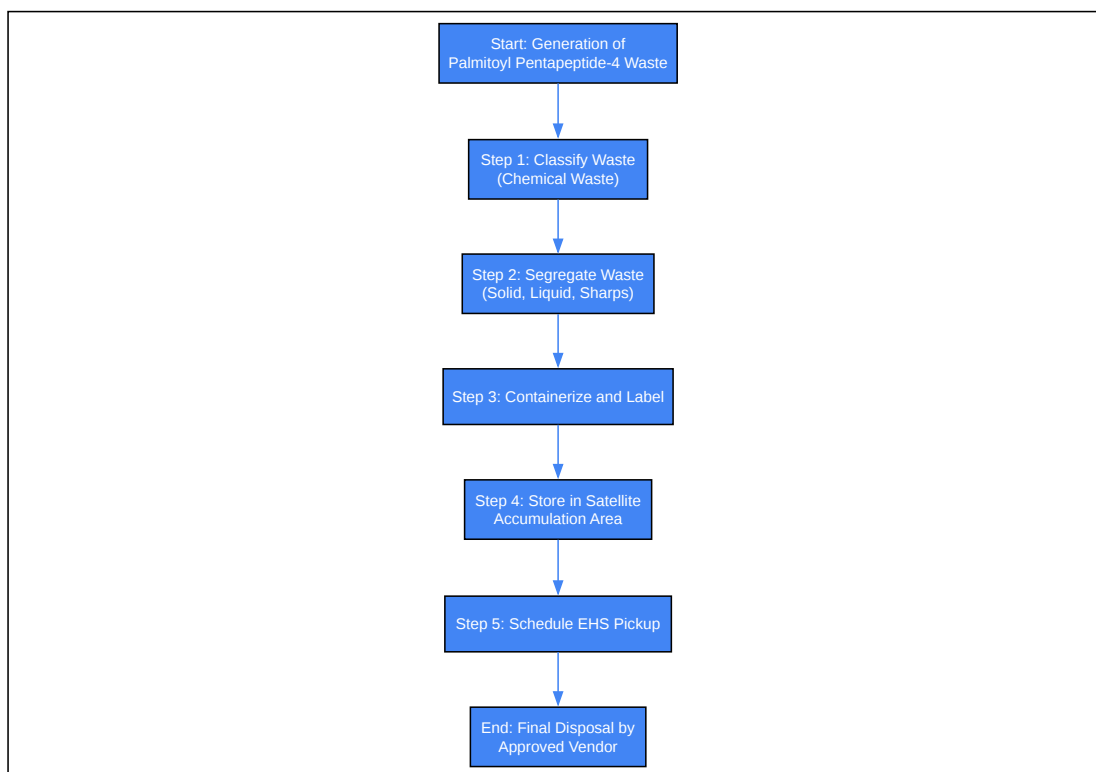 Start: Generation of
Palmitoyl Pentapeptide-4 Waste
Step 1: Classify Waste
(Chemical Waste)
Step 2: Segregate Waste
(Solid, Liquid, Sharps)
Step 3: Containerize and Label
Step 4: Store in Satellite
Accumulation Area
Step 5: Schedule EHS Pickup
End: Final Disposal by
Approved Vendor